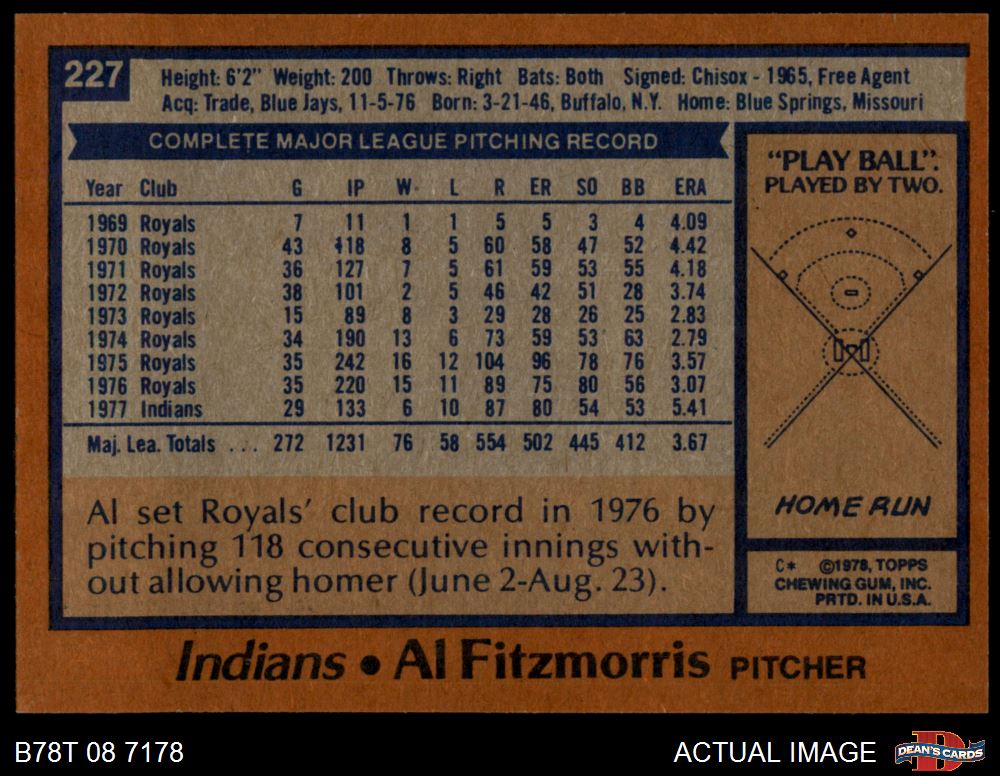 227
Height: 6'2" Weight: 200 Throws: Right Bats: Both Signed: Chisox - 1965, Free Agent
Acq: Trade, Blue Jays, 11-5-76 Born: 3-21-46, Buffalo, N.Y. Home: Blue Springs, Missouri
COMPLETE MAJOR LEAGUE PITCHING RECORD
Year Club G IP W L R ER SO BB ERA
1969 Royals 7 11 1 1 5 5 3 4 4.09
1970 Royals 43 118 8 5 60 58 47 52 4.42
1971 Royals 36 127 7 5 61 59 53 55 4.18
1972 Royals 38 101 2 5 46 42 51 28 3.74
1973 Royals 15 89 8 3 29 28 26 25 2.83
1974 Royals 34 190 13 6 73 59 53 63 2.79
1975 Royals 35 242 16 12 104 96 78 76 3.57
1976 Royals 35 220 15 11 89 75 80 56 3.07
1977 Indians 29 133 6 10 87 80 54 53 5.41
Maj. Lea. Totals . . . 272 1231 76 58 554 502 445 412 3.67
Al set Royals' club record in 1976 by
pitching 118 consecutive innings with-
out allowing homer (June 2-Aug. 23).
"PLAY BALL".
PLAYED BY TWO.
HOME RUN
C* ©1978, TOPPS
CHEWING GUM, INC.
PRTD. IN U.S.A.
Indians • Al Fitzmorris PITCHER
B78T 08 7178
ACTUAL IMAGE
DEAN'S CARDS